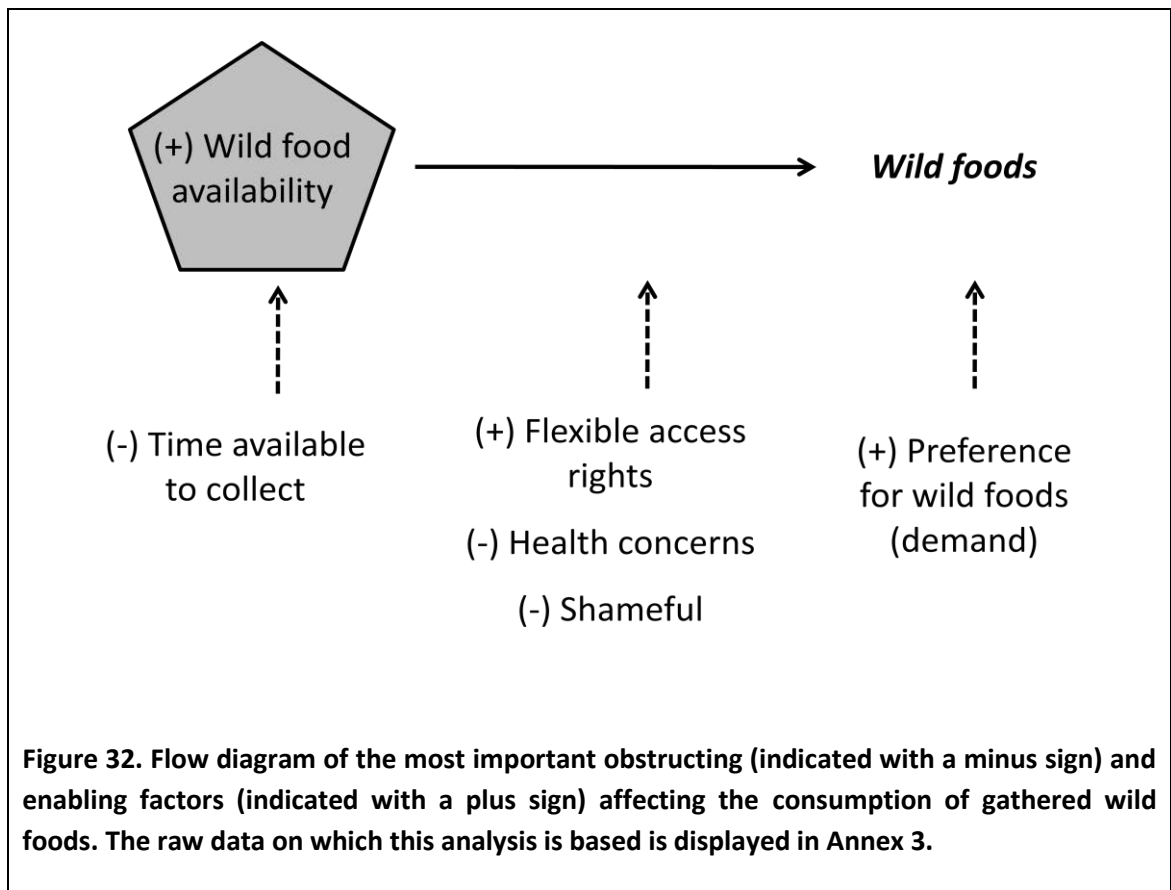 (+) Wild food
availability
Wild foods
(-) Time available
to collect
(+) Flexible access
rights
(-) Health concerns
(-) Shameful
(+) Preference
for wild foods
(demand)
Figure 32. Flow diagram of the most important obstructing (indicated with a minus sign) and
enabling factors (indicated with a plus sign) affecting the consumption of gathered wild
foods. The raw data on which this analysis is based is displayed in Annex 3.